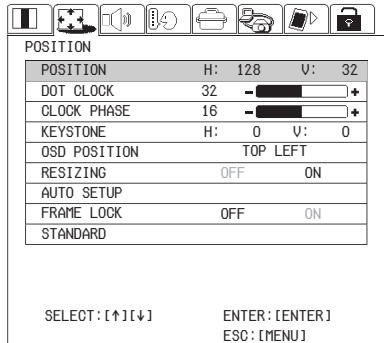 POSITION
POSITION H: 128 V: 32
DOT CLOCK 32 - +
CLOCK PHASE 16 - +
KEYSTONE H: 0 V: 0
OSD POSITION TOP LEFT
RESIZING OFF ON
AUTO SETUP
FRAME LOCK OFF ON
STANDARD
SELECT:[↑][↓] ENTER:[ENTER]
ESC:[MENU]